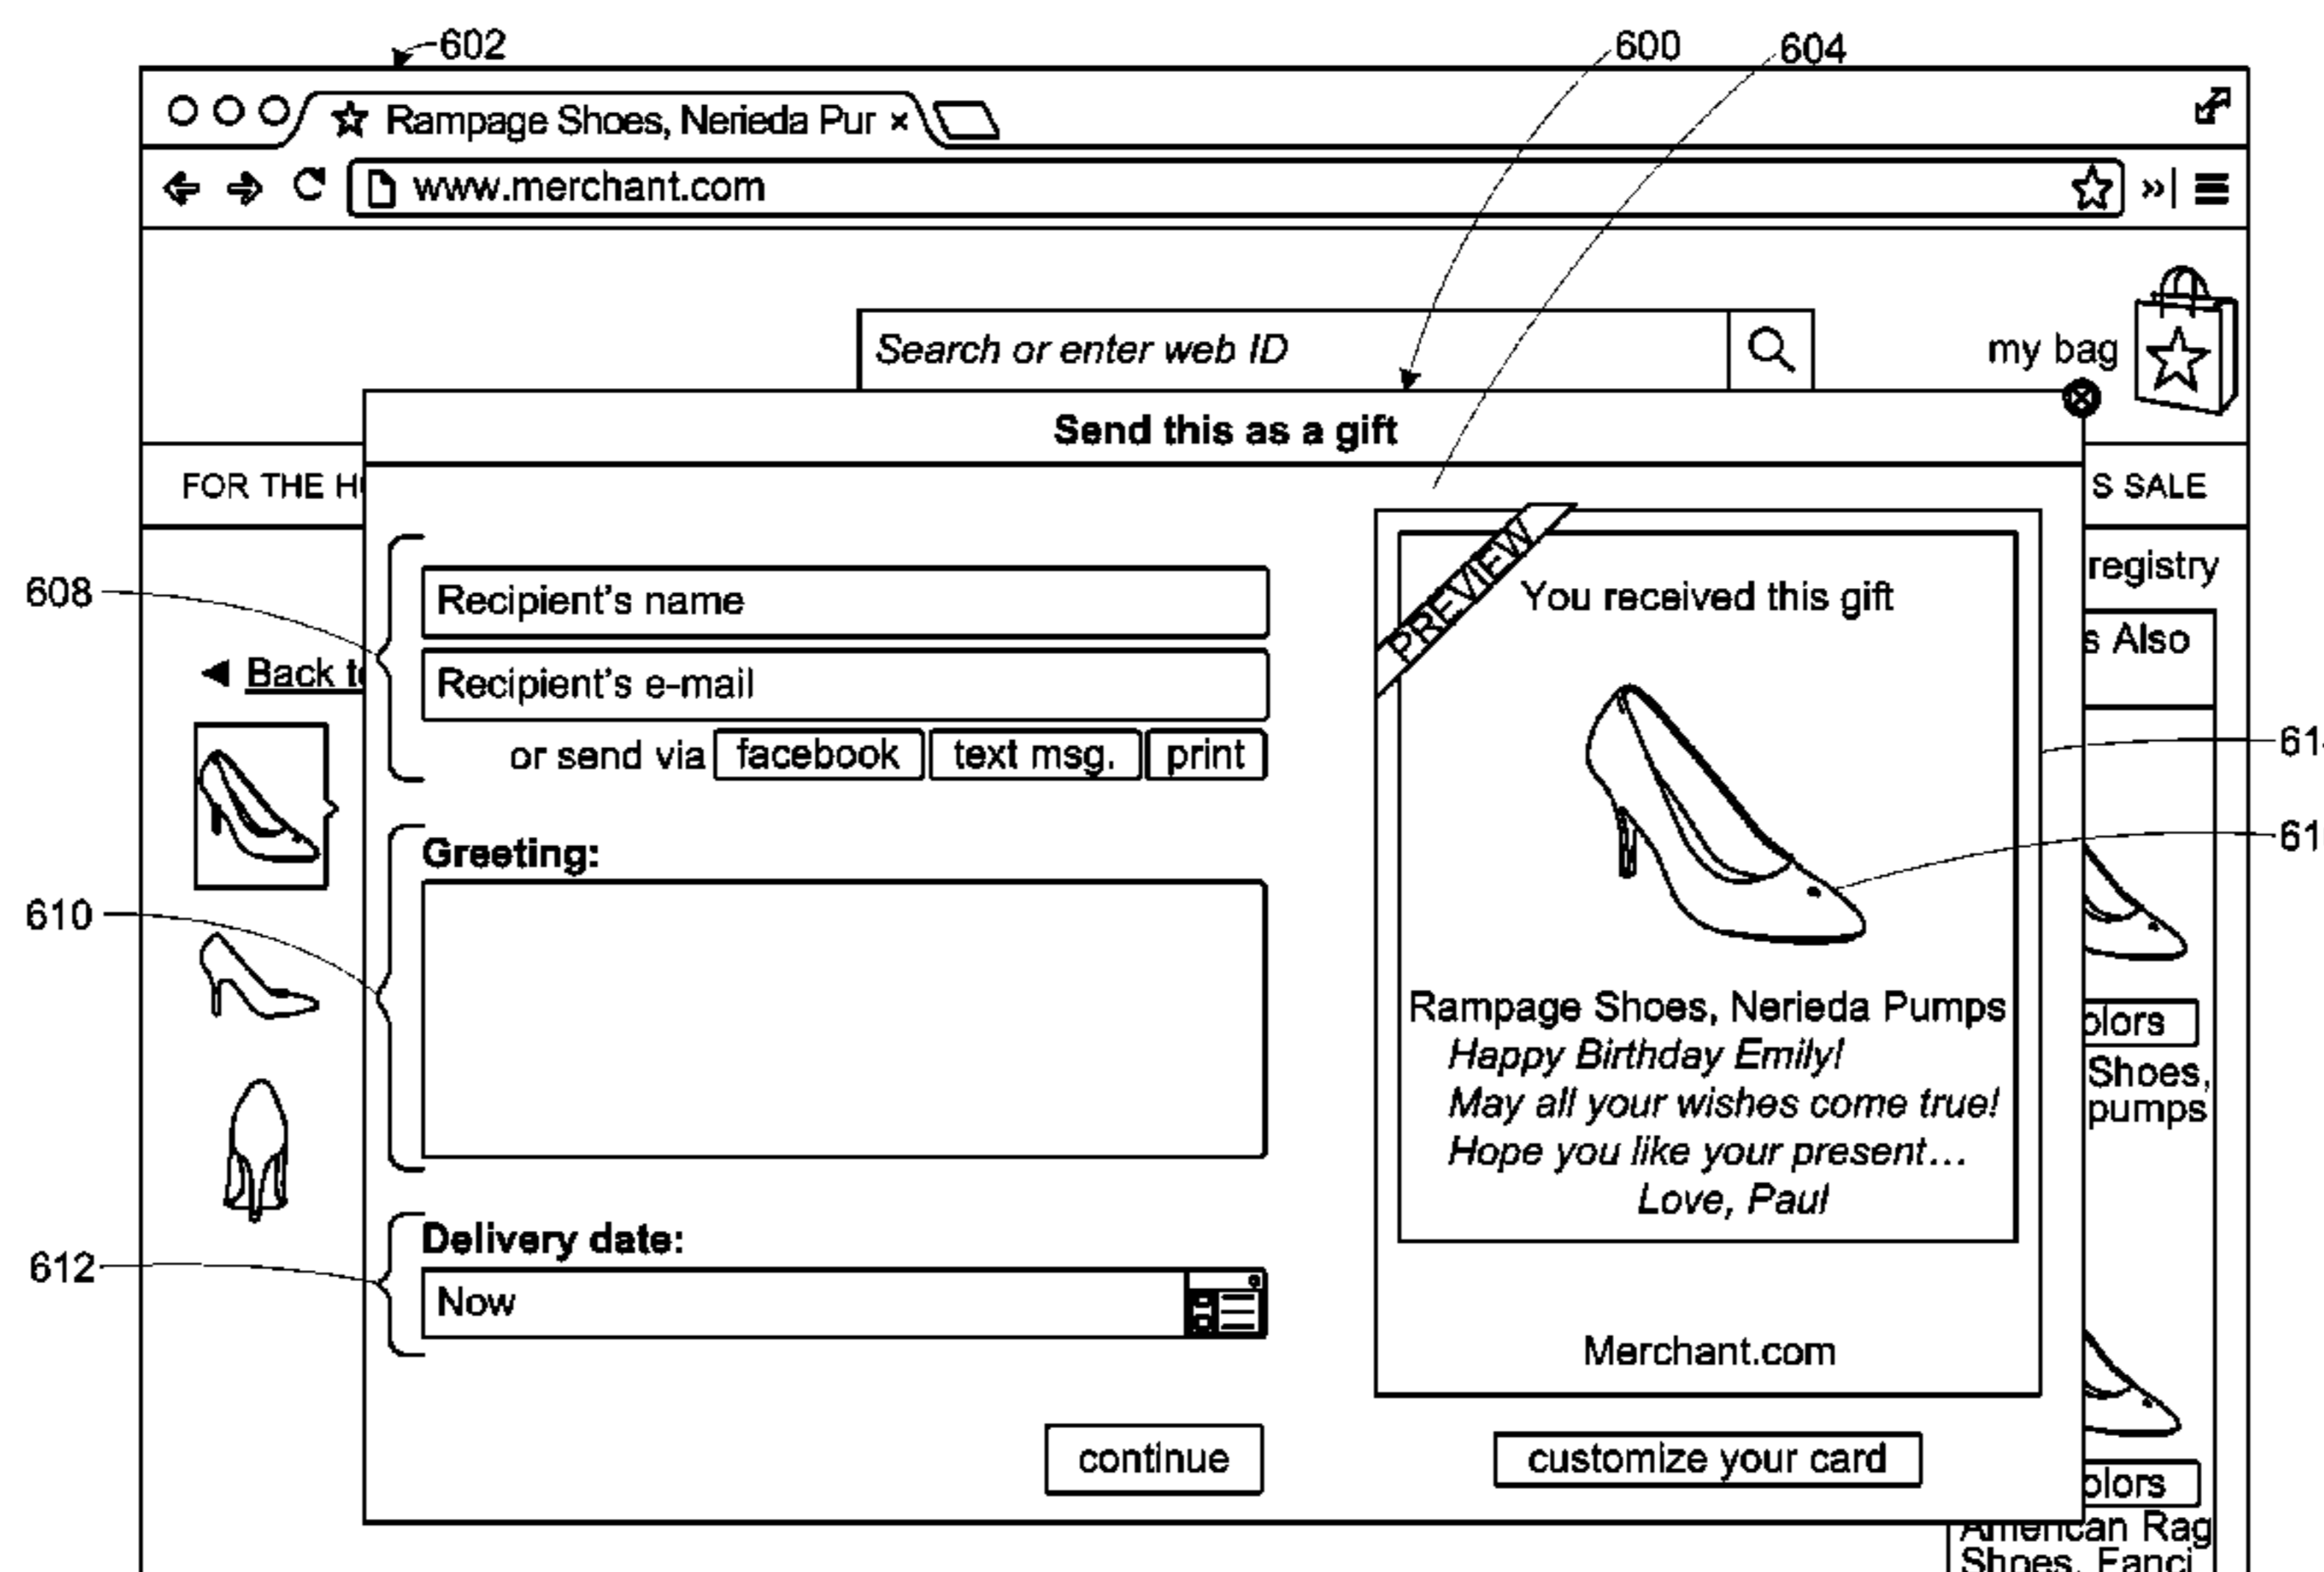 602
600
604
Rampage Shoes, Nerieda Pur ×
www.merchant.com
»
Search or enter web ID
my bag
Send this as a gift
FOR THE
S SALE
registry
608
Recipient's name
Recipient's e-mail
or send via facebook text msg. print
Back
s Also
PREVIEW
You received this gift
Greeting:
610
Rampage Shoes, Nerieda Pumps
Happy Birthday Emily!
May all your wishes come true!
Hope you like your present...
Love, Paul
olors
Shoes,
pumps
Delivery date:
612
Now
Merchant.com
continue
customize your card
olors
American Rag
Shoes, Fanci